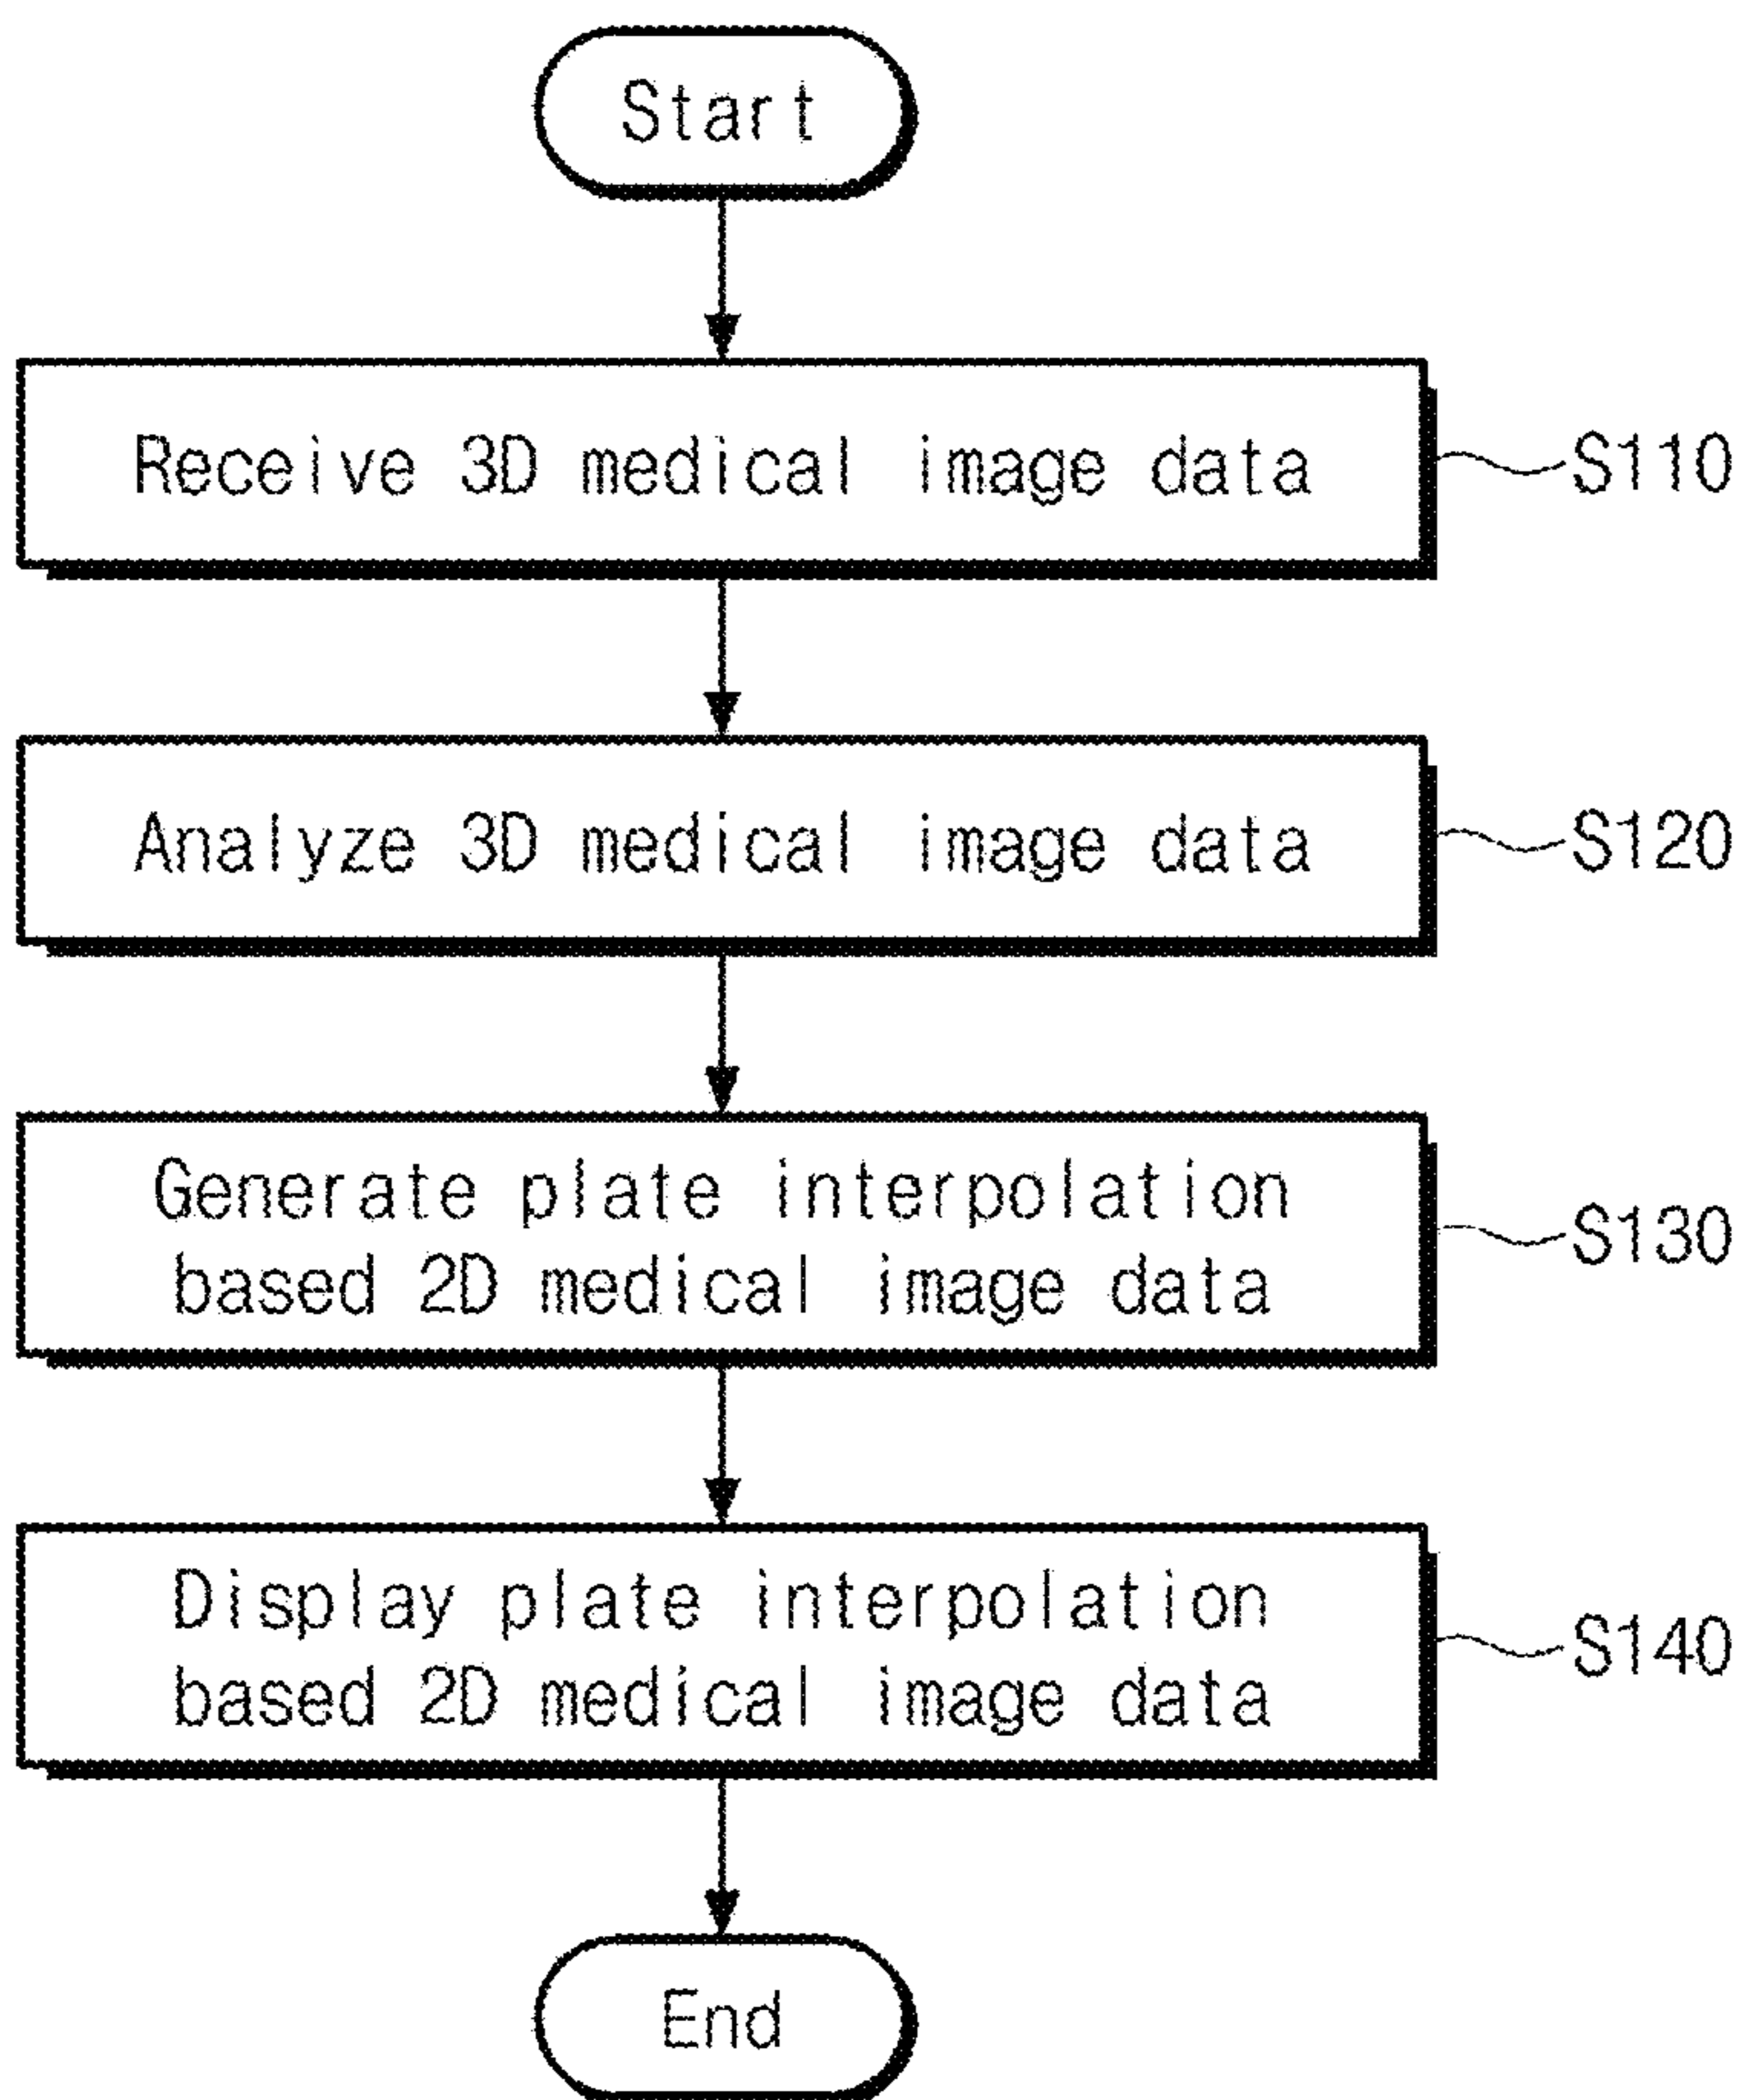 Start
Receive 3D medical image data
S110
Analyze 3D medical image data
S120
Generate plate interpolation
based 2D medical image data
S130
Display plate interpolation
based 2D medical image data
S140
End